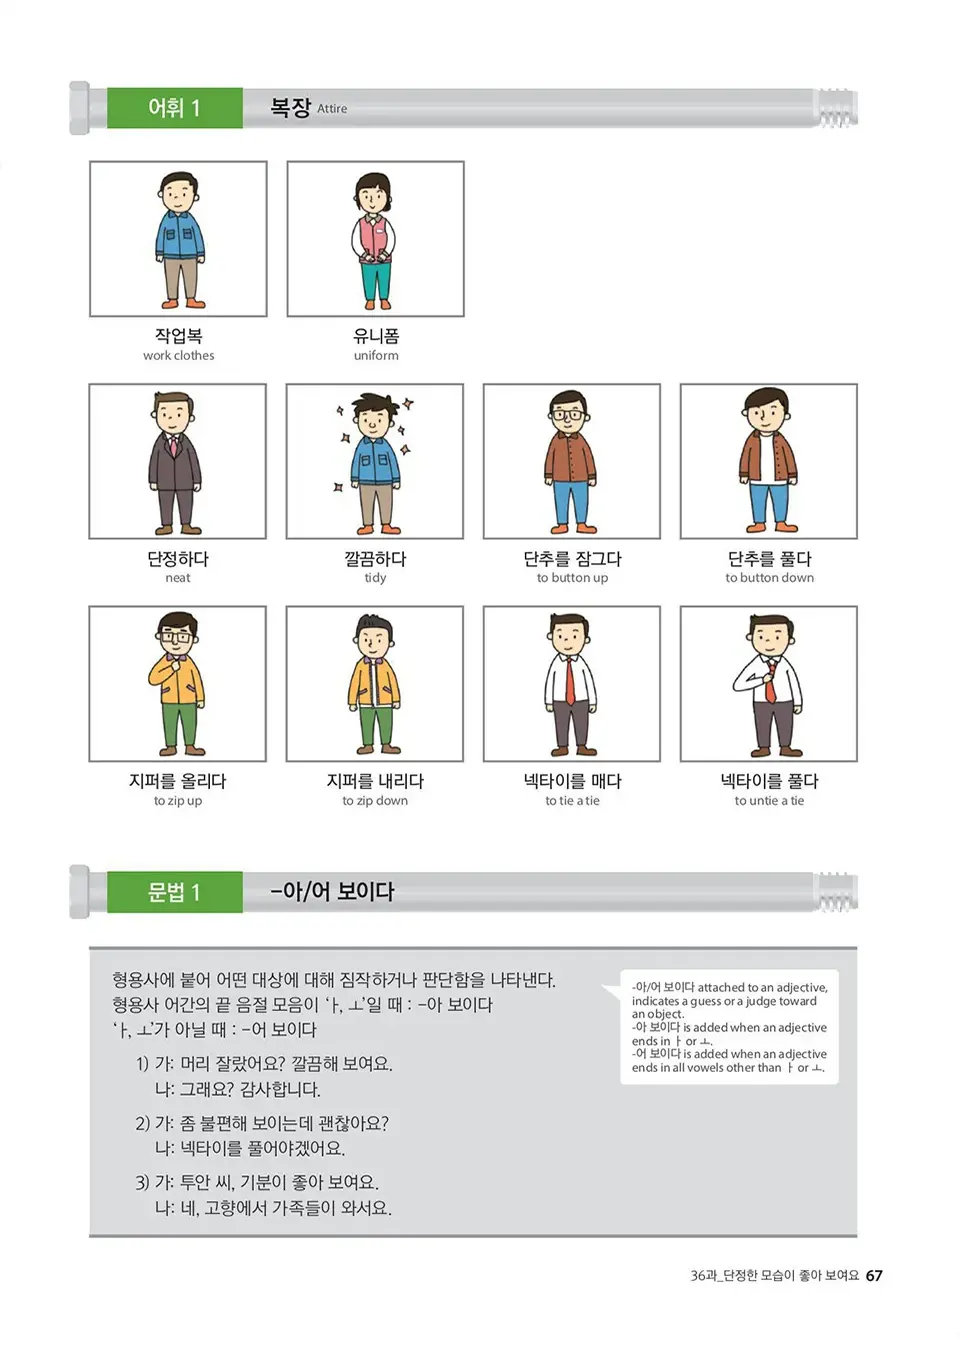 어휘 1
복장 Attire
작업복
work clothes
유니폼
uniform
단정하다
neat
깔끔하다
tidy
단추를 잠그다
to button up
단추를 풀다
to button down
지퍼를 올리다
to zip up
지퍼를 내리다
to zip down
넥타이를 매다
to tie a tie
넥타이를 풀다
to untie a tie
문법 1
-아/어 보이다
형용사에 붙어 어떤 대상에 대해 짐작하거나 판단함을 나타낸다.
형용사 어간의 끝 음절 모음이 ‘ㅏ, ㅗ’일 때 : -아 보이다
‘ㅏ, ㅗ’가 아닐 때 : -어 보이다
1) 가: 머리 잘랐어요? 깔끔해 보여요.
나: 그래요? 감사합니다.
2) 가: 좀 불편해 보이는데 괜찮아요?
나: 넥타이를 풀어야겠어요.
3) 가: 투안 씨, 기분이 좋아 보여요.
나: 네, 고향에서 가족들이 와서요.
-아/어 보이다 attached to an adjective,
indicates a guess or a judge toward
an object.
-아 보이다 is added when an adjective
ends in ㅏ or ㅗ.
-어 보이다 is added when an adjective
ends in all vowels other than ㅏ or ㅗ.
36과_단정한 모습이 좋아 보여요 67